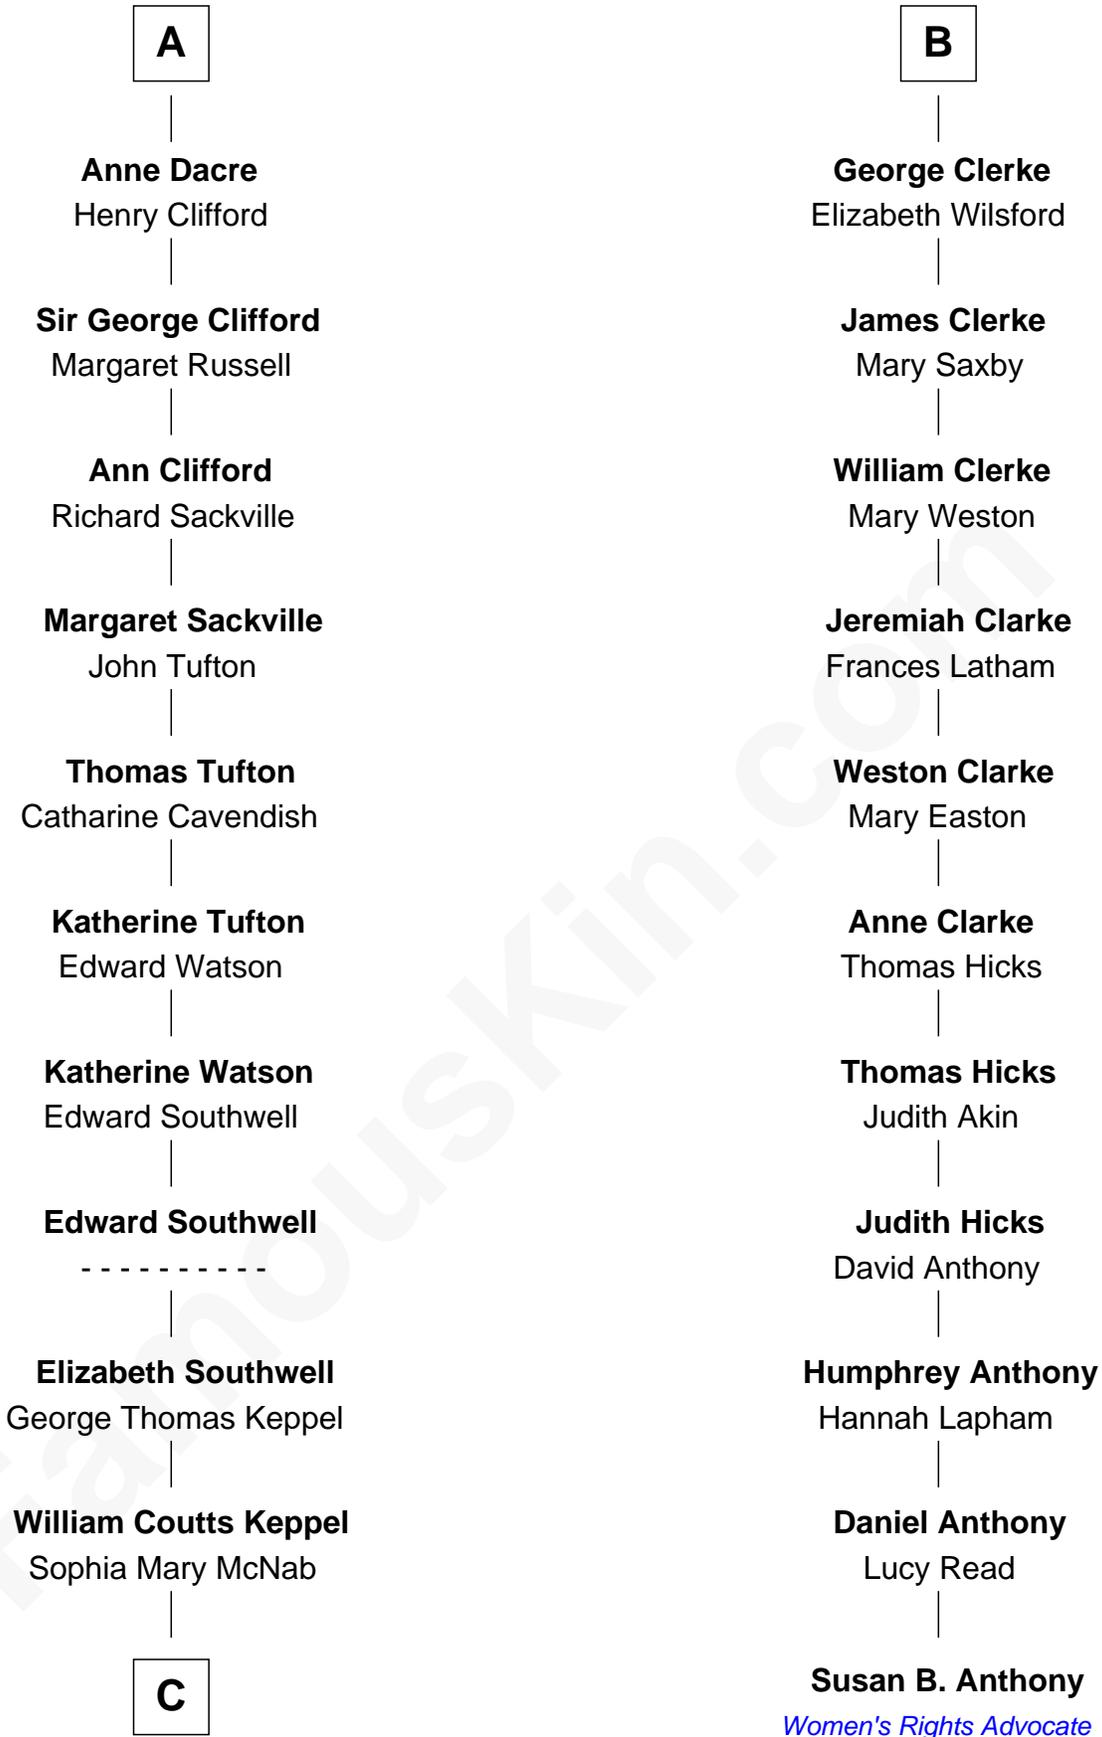 A
Anne Dacre
Henry Clifford
Sir George Clifford
Margaret Russell
Ann Clifford
Richard Sackville
Margaret Sackville
John Tufton
Thomas Tufton
Catharine Cavendish
Katherine Tufton
Edward Watson
Katherine Watson
Edward Southwell
Edward Southwell
- - - - - - - - - -
Elizabeth Southwell
George Thomas Keppel
William Coutts Keppel
Sophia Mary McNab
C
B
George Clerke
Elizabeth Wilsford
James Clerke
Mary Saxby
William Clerke
Mary Weston
Jeremiah Clarke
Frances Latham
Weston Clarke
Mary Easton
Anne Clarke
Thomas Hicks
Thomas Hicks
Judith Akin
Judith Hicks
David Anthony
Humphrey Anthony
Hannah Lapham
Daniel Anthony
Lucy Read
Susan B. Anthony
Women's Rights Advocate
FamousKin.com